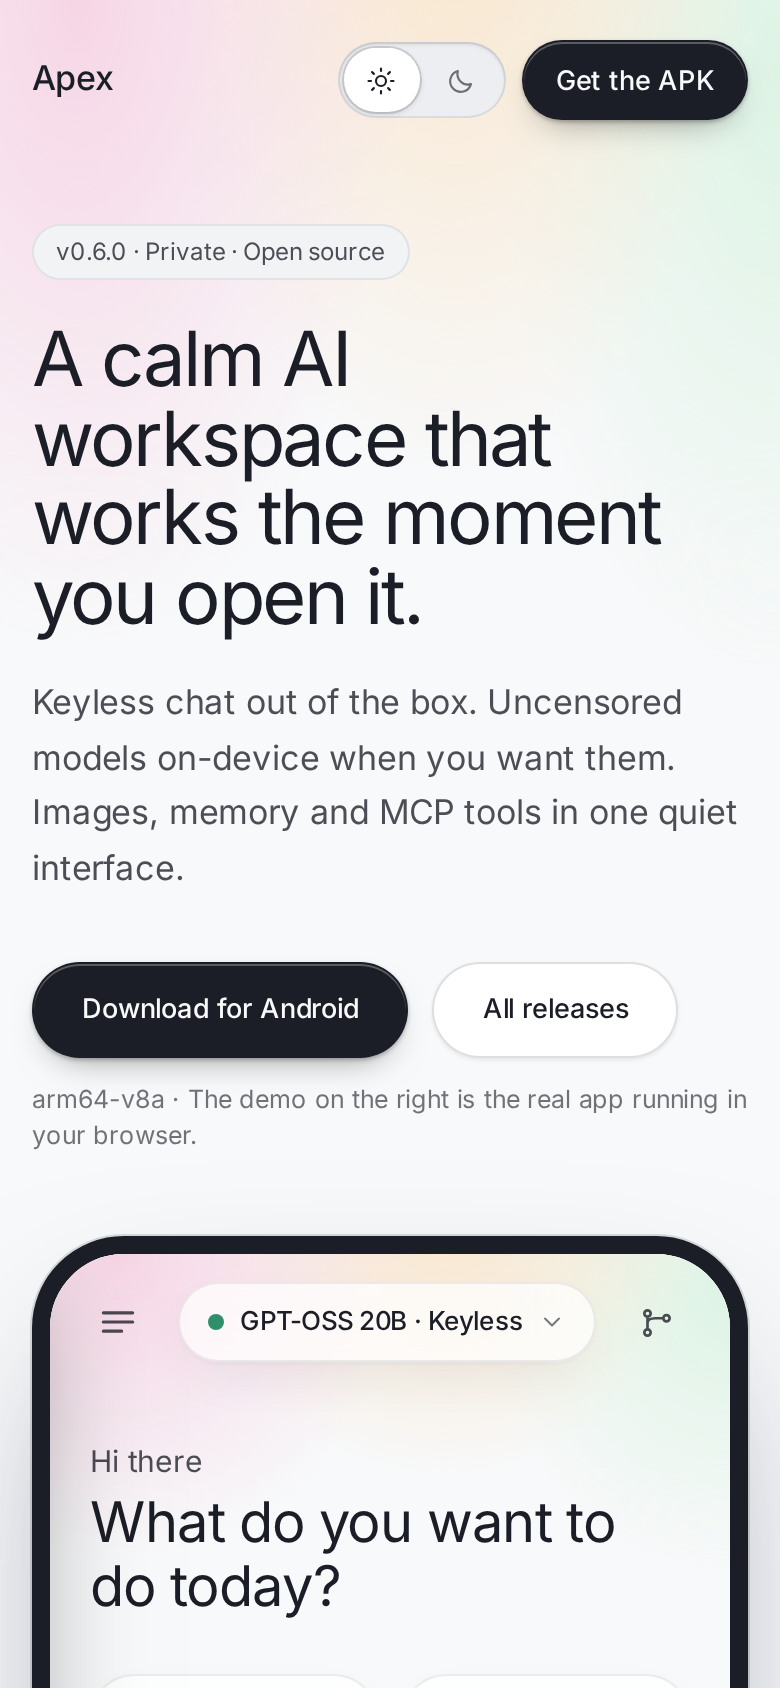 Apex
Get the APK
v0.6.0 · Private · Open source
A calm AI
workspace that
works the moment
you open it.
Keyless chat out of the box. Uncensored
models on-device when you want them.
Images, memory and MCP tools in one quiet
interface.
Download for Android
All releases
arm64-v8a · The demo on the right is the real app running in
your browser.
GPT-OSS 20B · Keyless
Hi there
What do you want to
do today?